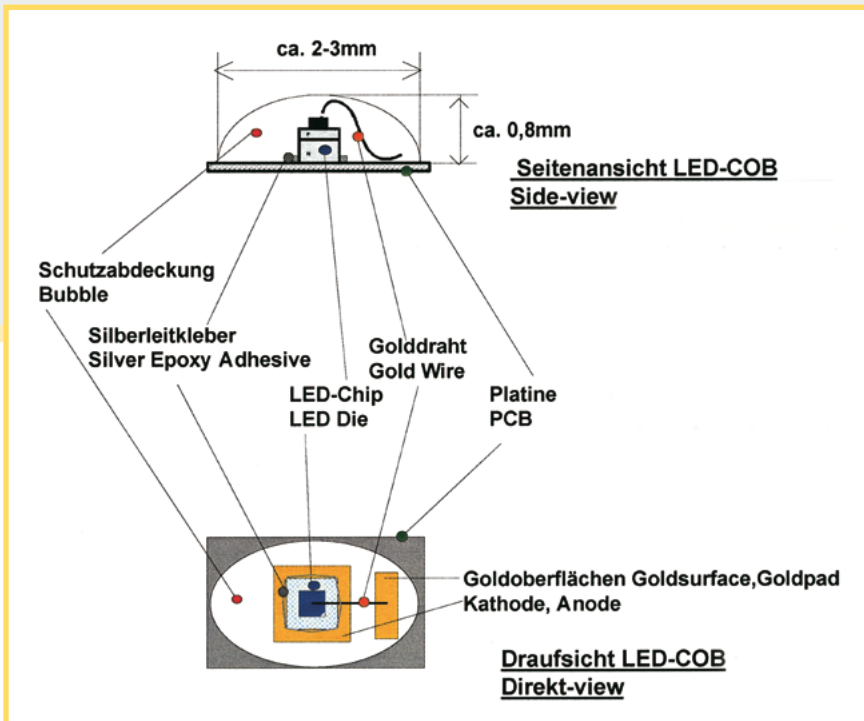 ca. 2-3mm
ca. 0,8mm
Seitenansicht LED-COB
Side-view
Schutzabdeckung
Bubble
Silberleitkleber
Silver Epoxy Adhesive
Golddraht
Gold Wire
LED-Chip
LED Die
Platine
PCB
Goldoberflächen Goldsurface,Goldpad
Kathode, Anode
Draufsicht LED-COB
Direkt-view